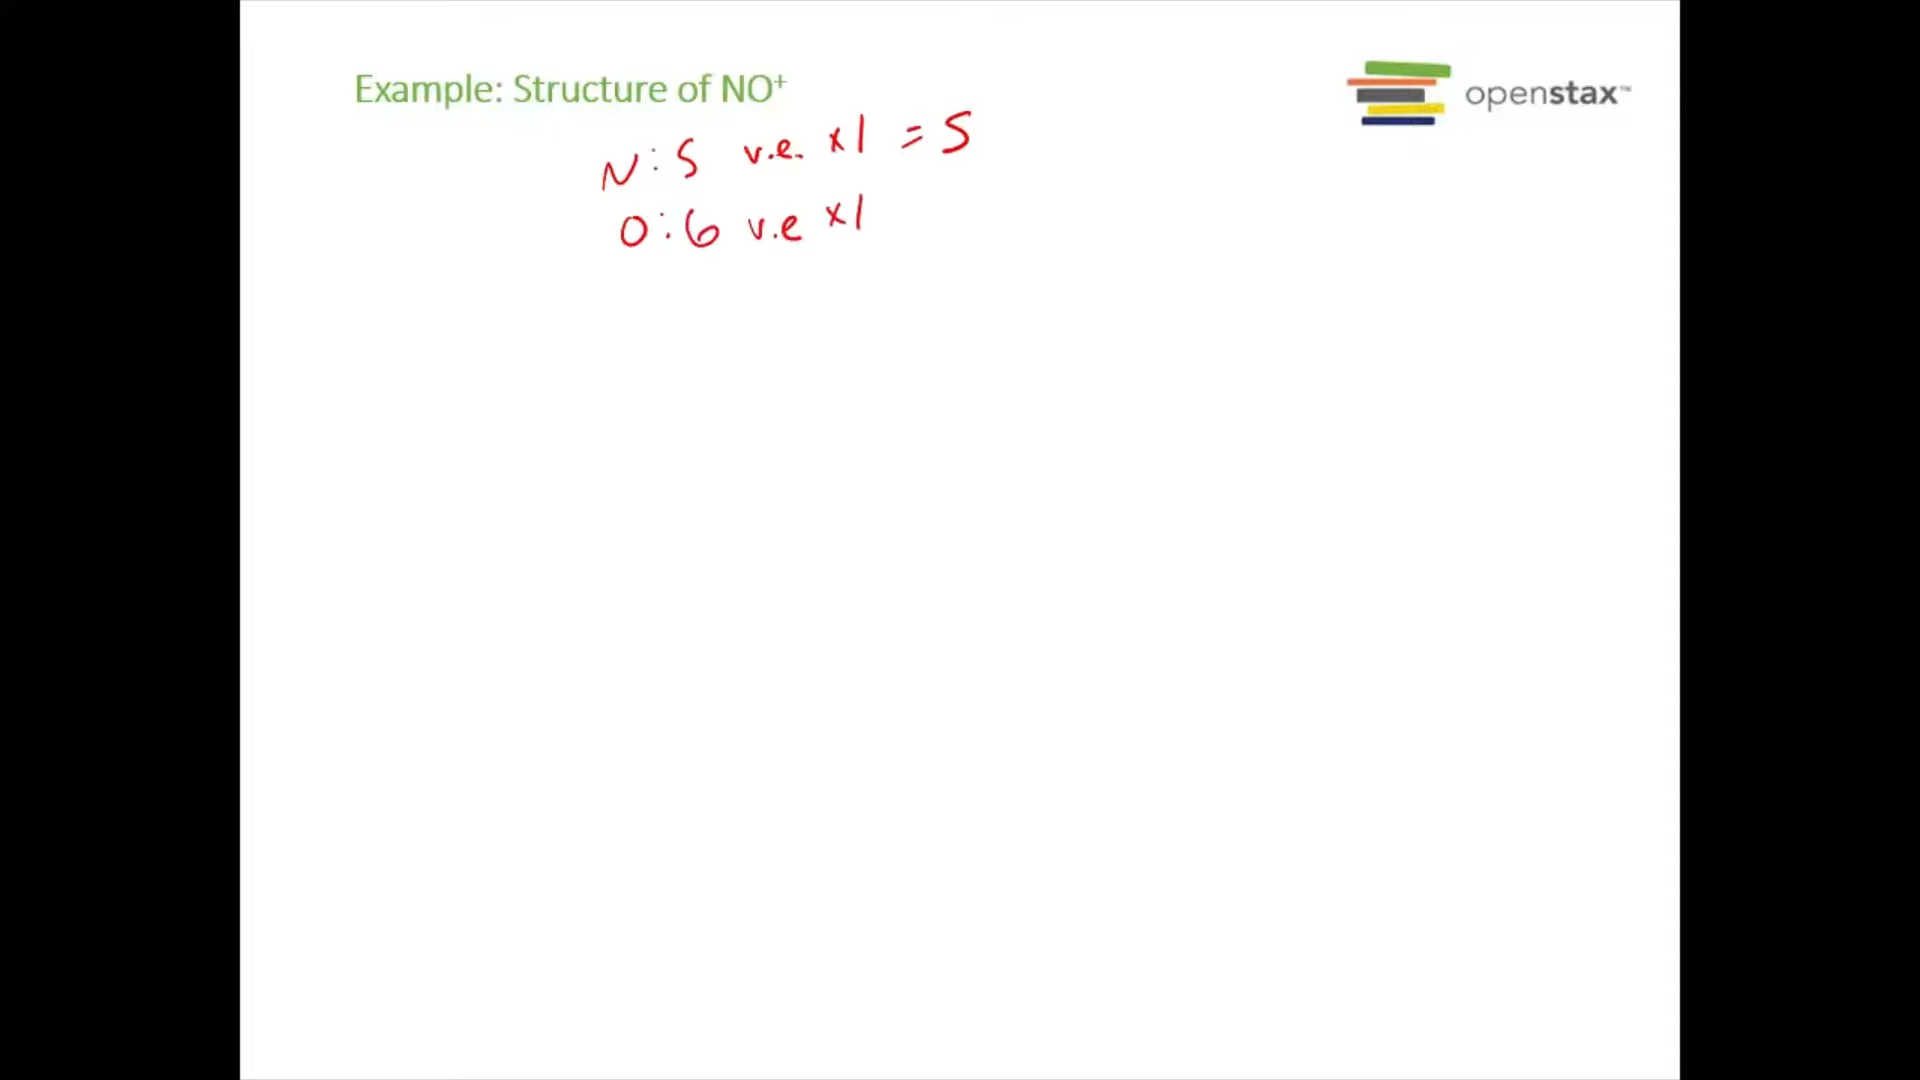 Example: Structure of NO⁺
openstax™
N: 5 v.e. x1 = 5
O: 6 v.e x1